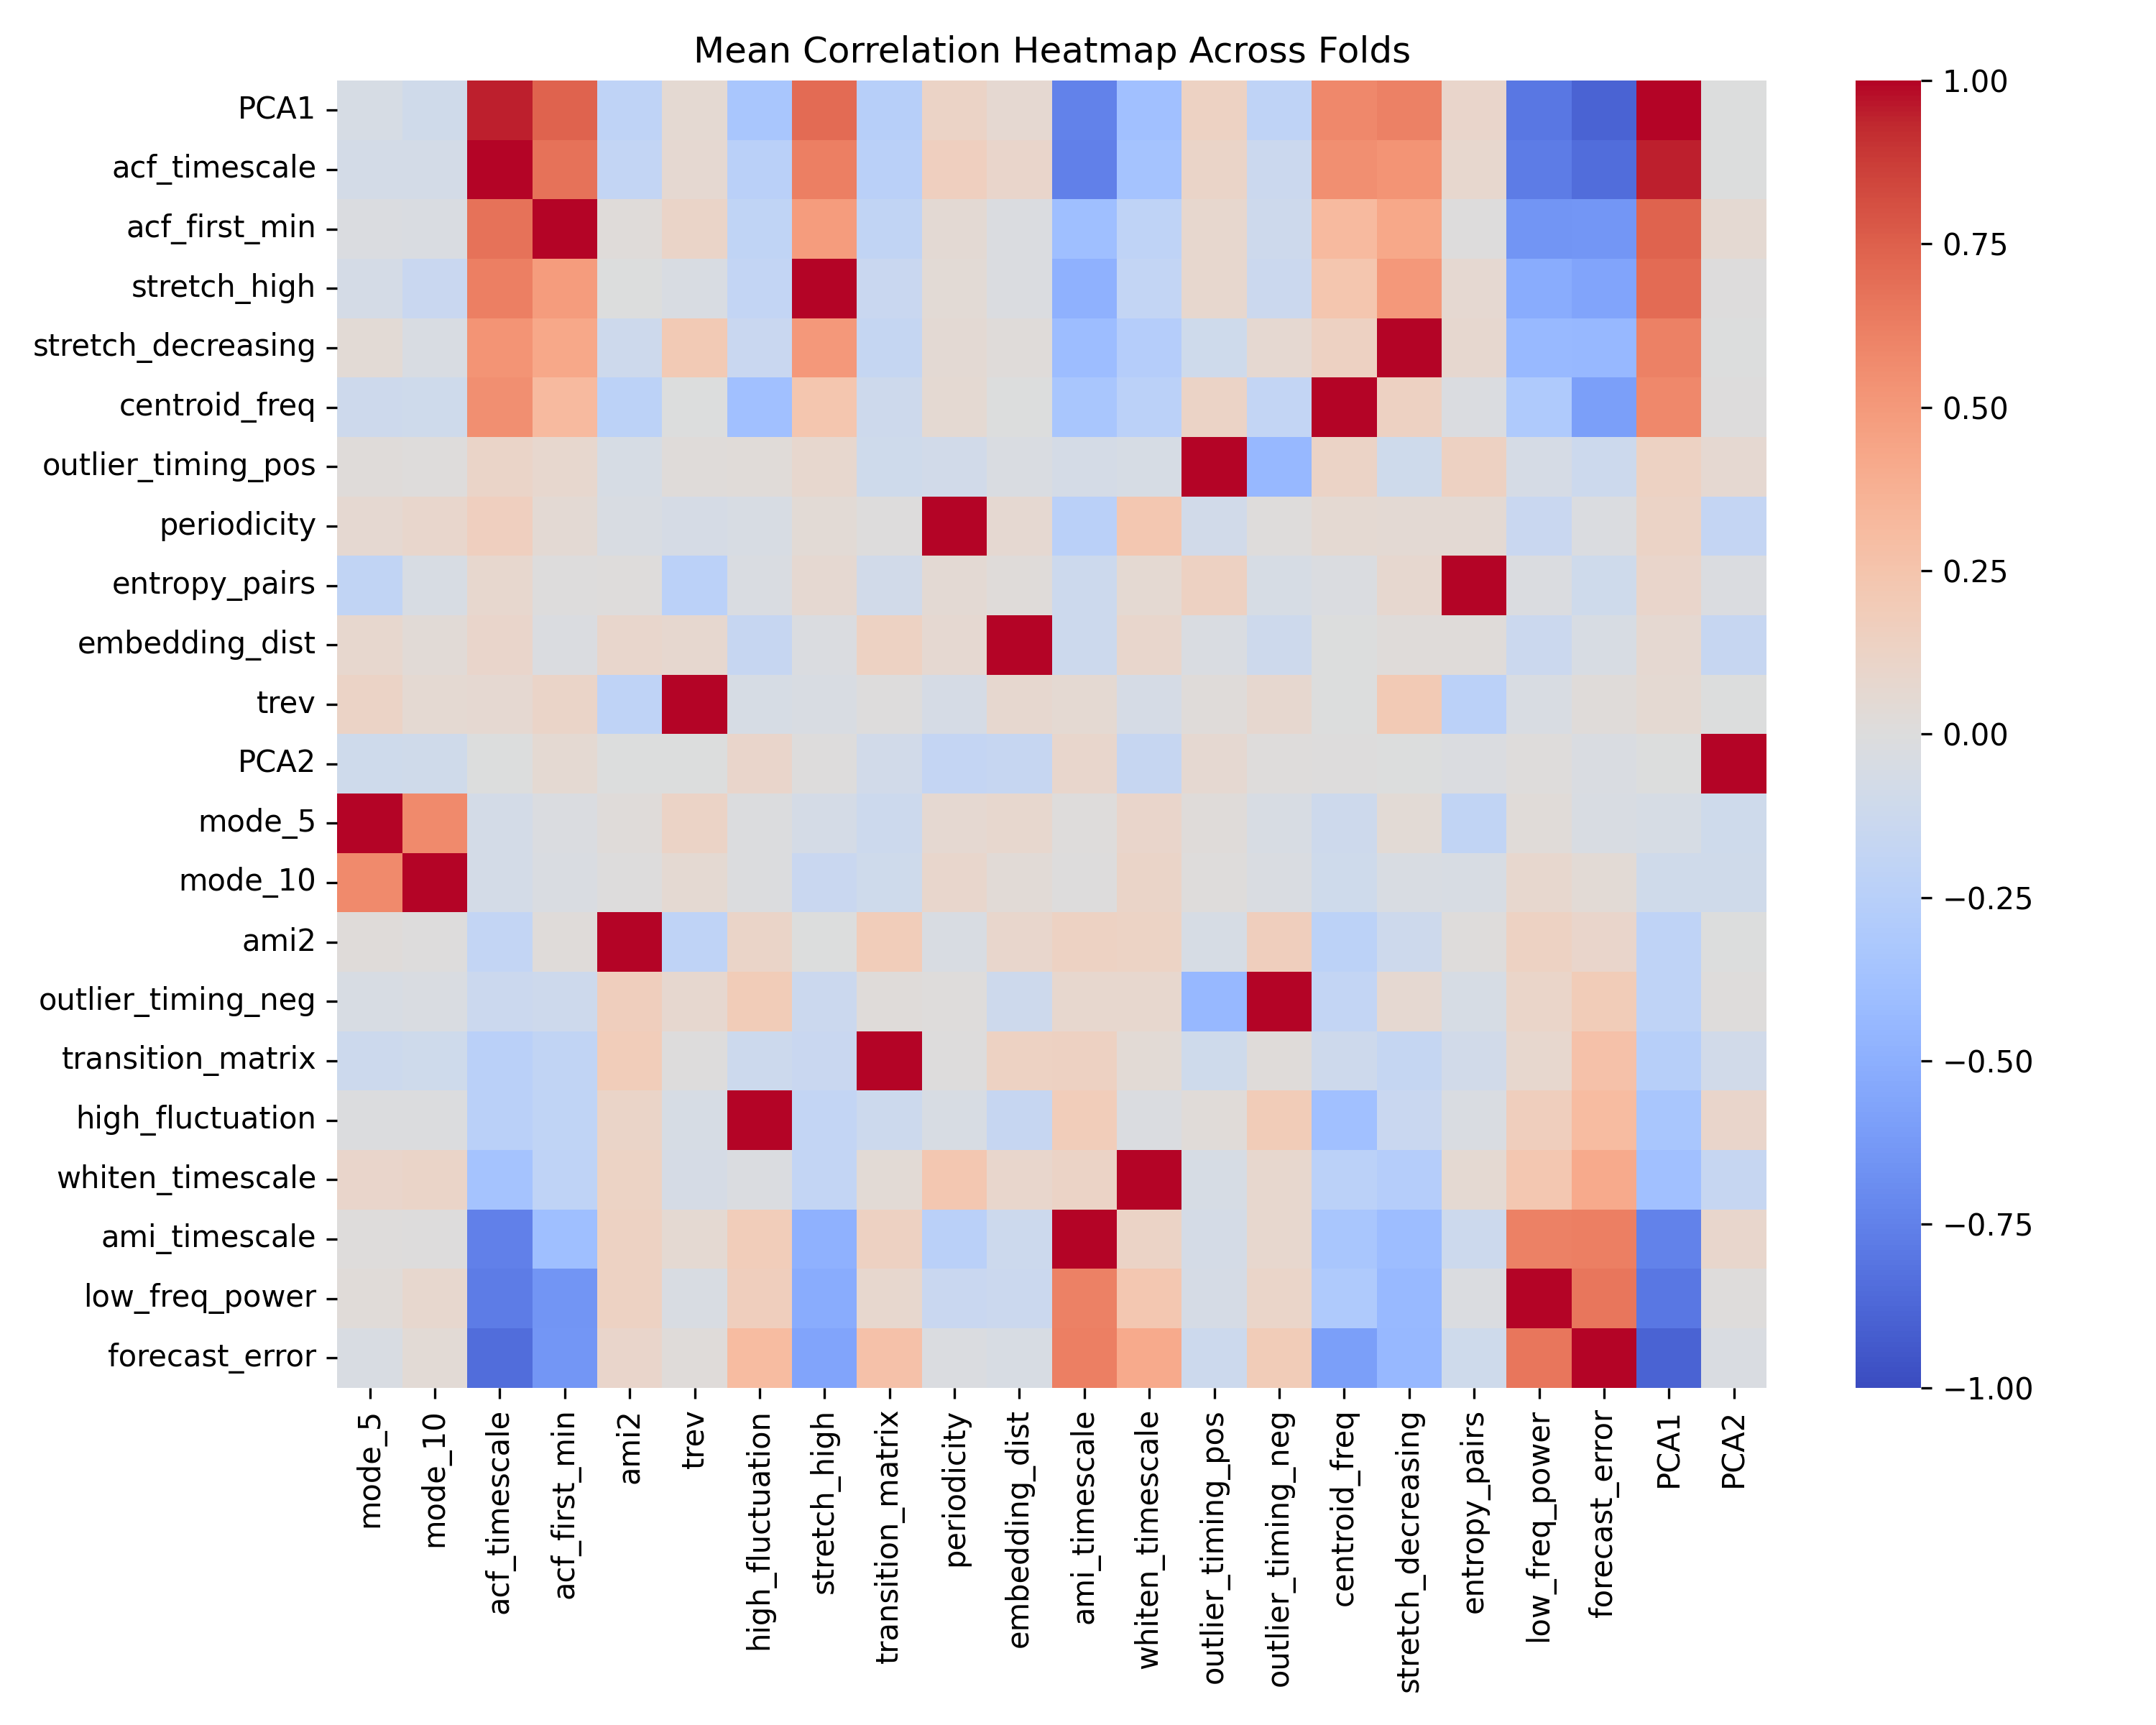 Mean Correlation Heatmap Across Folds
PCA1
acf_timescale
acf_first_min
stretch_high
stretch_decreasing
centroid_freq
outlier_timing_pos
periodicity
entropy_pairs
embedding_dist
trev
PCA2
mode_5
mode_10
ami2
outlier_timing_neg
transition_matrix
high_fluctuation
whiten_timescale
ami_timescale
low_freq_power
forecast_error
mode_5
mode_10
acf_timescale
acf_first_min
ami2
trev
high_fluctuation
stretch_high
transition_matrix
periodicity
embedding_dist
ami_timescale
whiten_timescale
outlier_timing_pos
outlier_timing_neg
centroid_freq
stretch_decreasing
entropy_pairs
low_freq_power
forecast_error
PCA1
PCA2
1.00
0.75
0.50
0.25
0.00
−0.25
−0.50
−0.75
−1.00